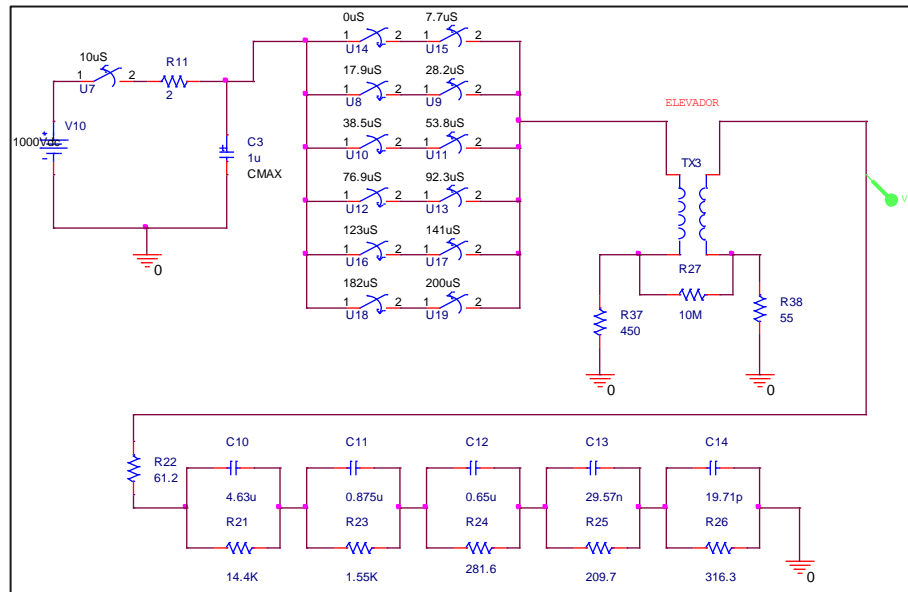 0uS
7.7uS
1 2 1 2
U14 U15
10uS
1 2
U7
R11
2
17.9uS
28.2uS
1 2 1 2
U8 U9
ELEVADOR
V10
1000Vdc
C3
1u
CMAX
38.5uS
53.8uS
1 2 1 2
U10 U11
TX3
76.9uS
92.3uS
1 2 1 2
U12 U13
V
0
123uS
141uS
1 2 1 2
U16 U17
R27
10M
182uS
200uS
1 2 1 2
U18 U19
R37
450
R38
55
0
0
R22
61.2
C10
C11
C12
C13
C14
4.63u
0.875u
0.65u
29.57n
19.71p
R21
R23
R24
R25
R26
14.4K
1.55K
281.6
209.7
316.3
0